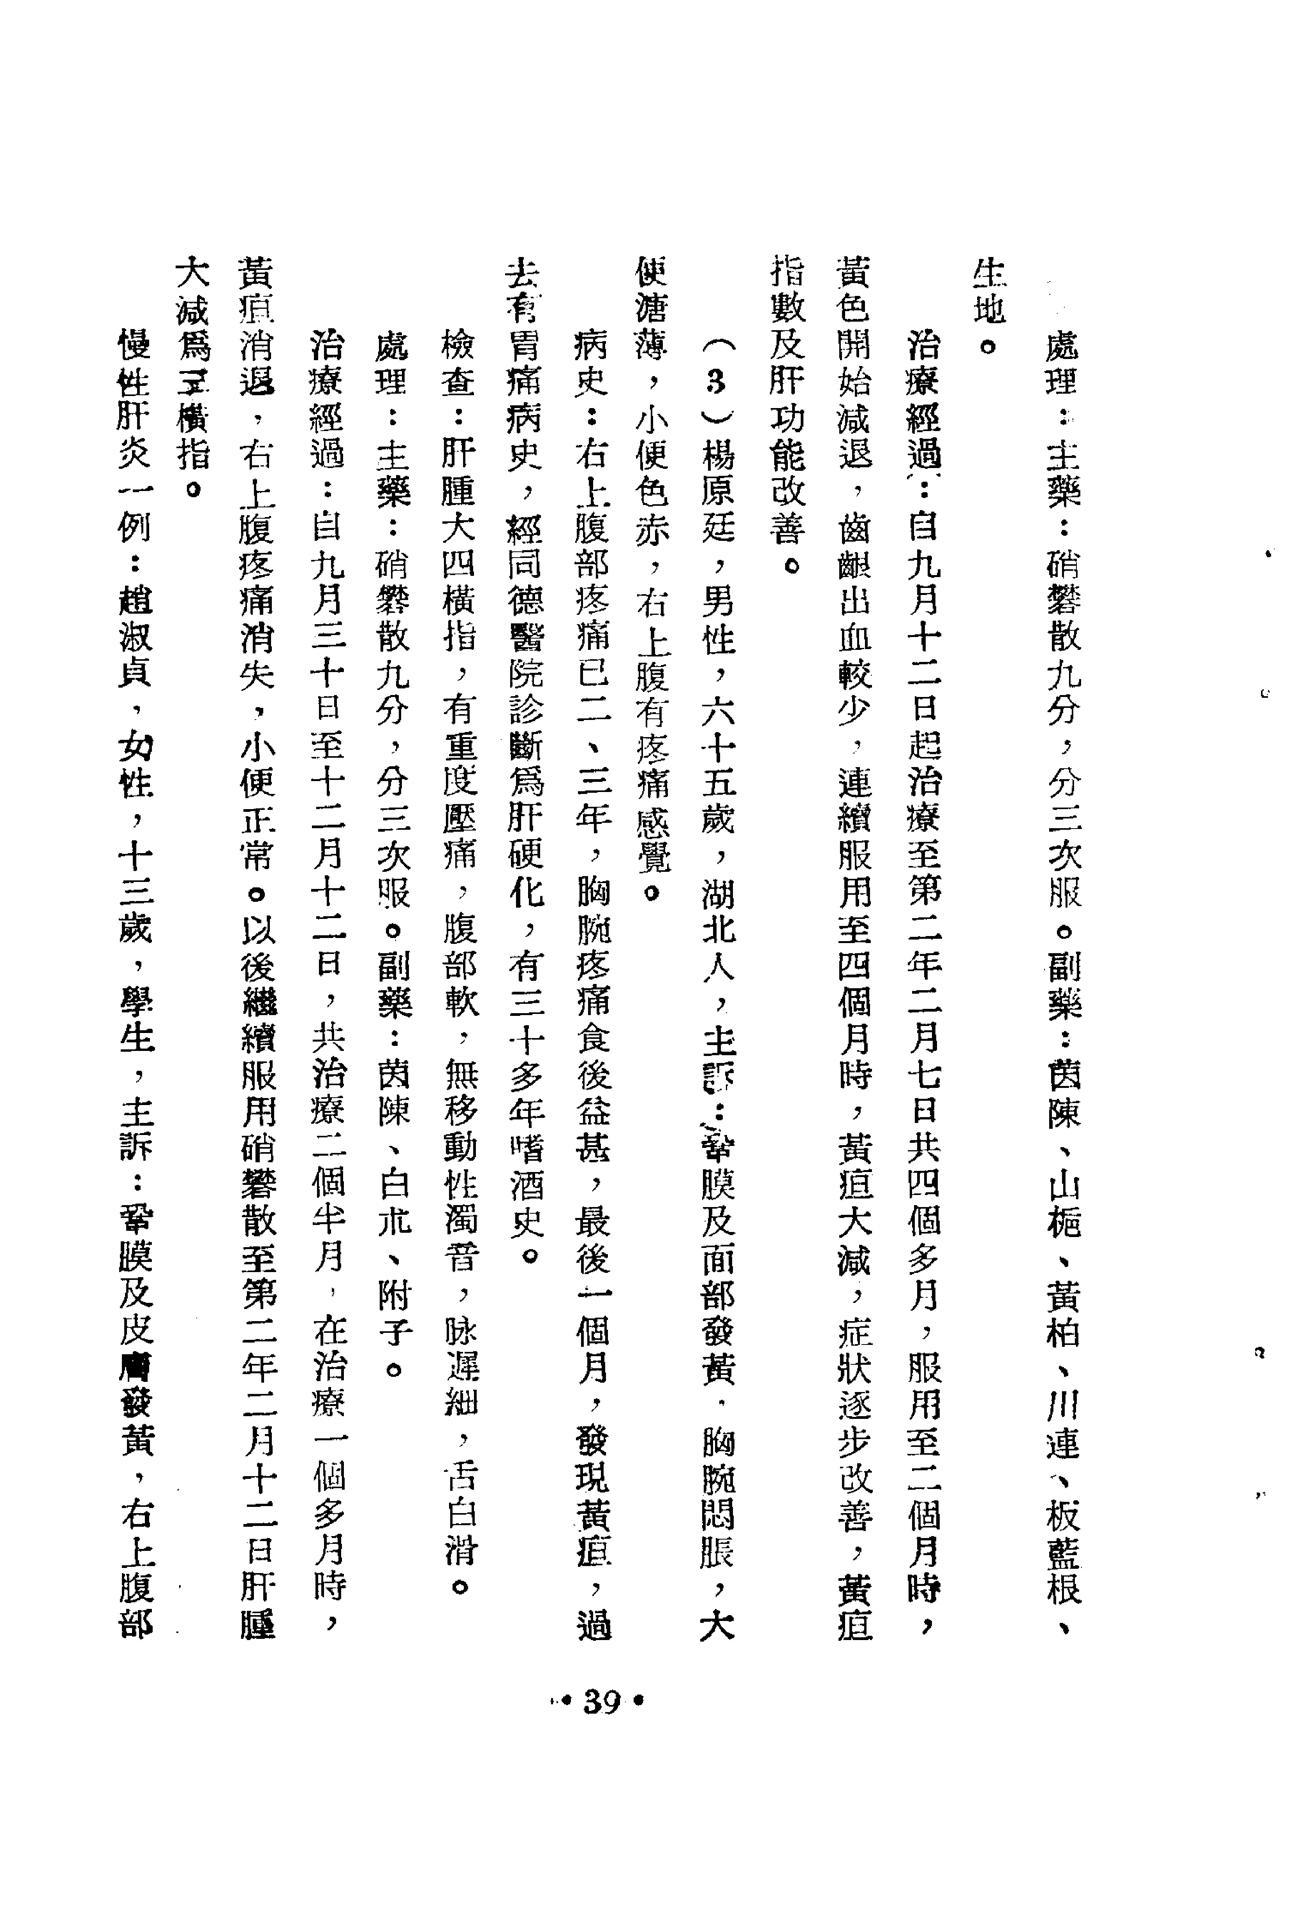 處理：主藥：硝礬散九分，分三次服。副藥：茵陳、山梔、黃柏、川連、板藍根、
生地。
治療經過：自九月十二日起治療至第二年二月七日共四個多月，服用至二個月時，
黃色開始減退，齒齦出血較少，連續服用至四個月時，黃疸大減，症狀逐步改善，黃疸
指數及肝功能改善。
（3）楊原廷，男性，六十五歲，湖北人，主訴：鞏膜及面部發黃，胸腕悶脹，大
便溏薄，小便色赤，右上腹有疼痛感覺。
病史：右上腹部疼痛已二、三年，胸腕疼痛食後益甚，最後一個月，發現黃疸，過
去有胃痛病史，經同德醫院診斷爲肝硬化，有三十多年嗜酒史。
檢查：肝腫大四橫指，有重度壓痛，腹部軟，無移動性濁音，脉遲細，舌白滑。
處理：主藥：硝礬散九分，分三次服。副藥：茵陳、白朮、附子。
治療經過：自九月三十日至十二月十二日，共治療二個半月，在治療一個多月時，
黃疸消退，右上腹疼痛消失，小便正常。以後繼續服用硝礬散至第二年二月十二日肝腫
大減爲三橫指。
慢性肝炎一例：趙淑貞，女性，十三歲，學生，主訴：鞏膜及皮膚發黃，右上腹部
•39•